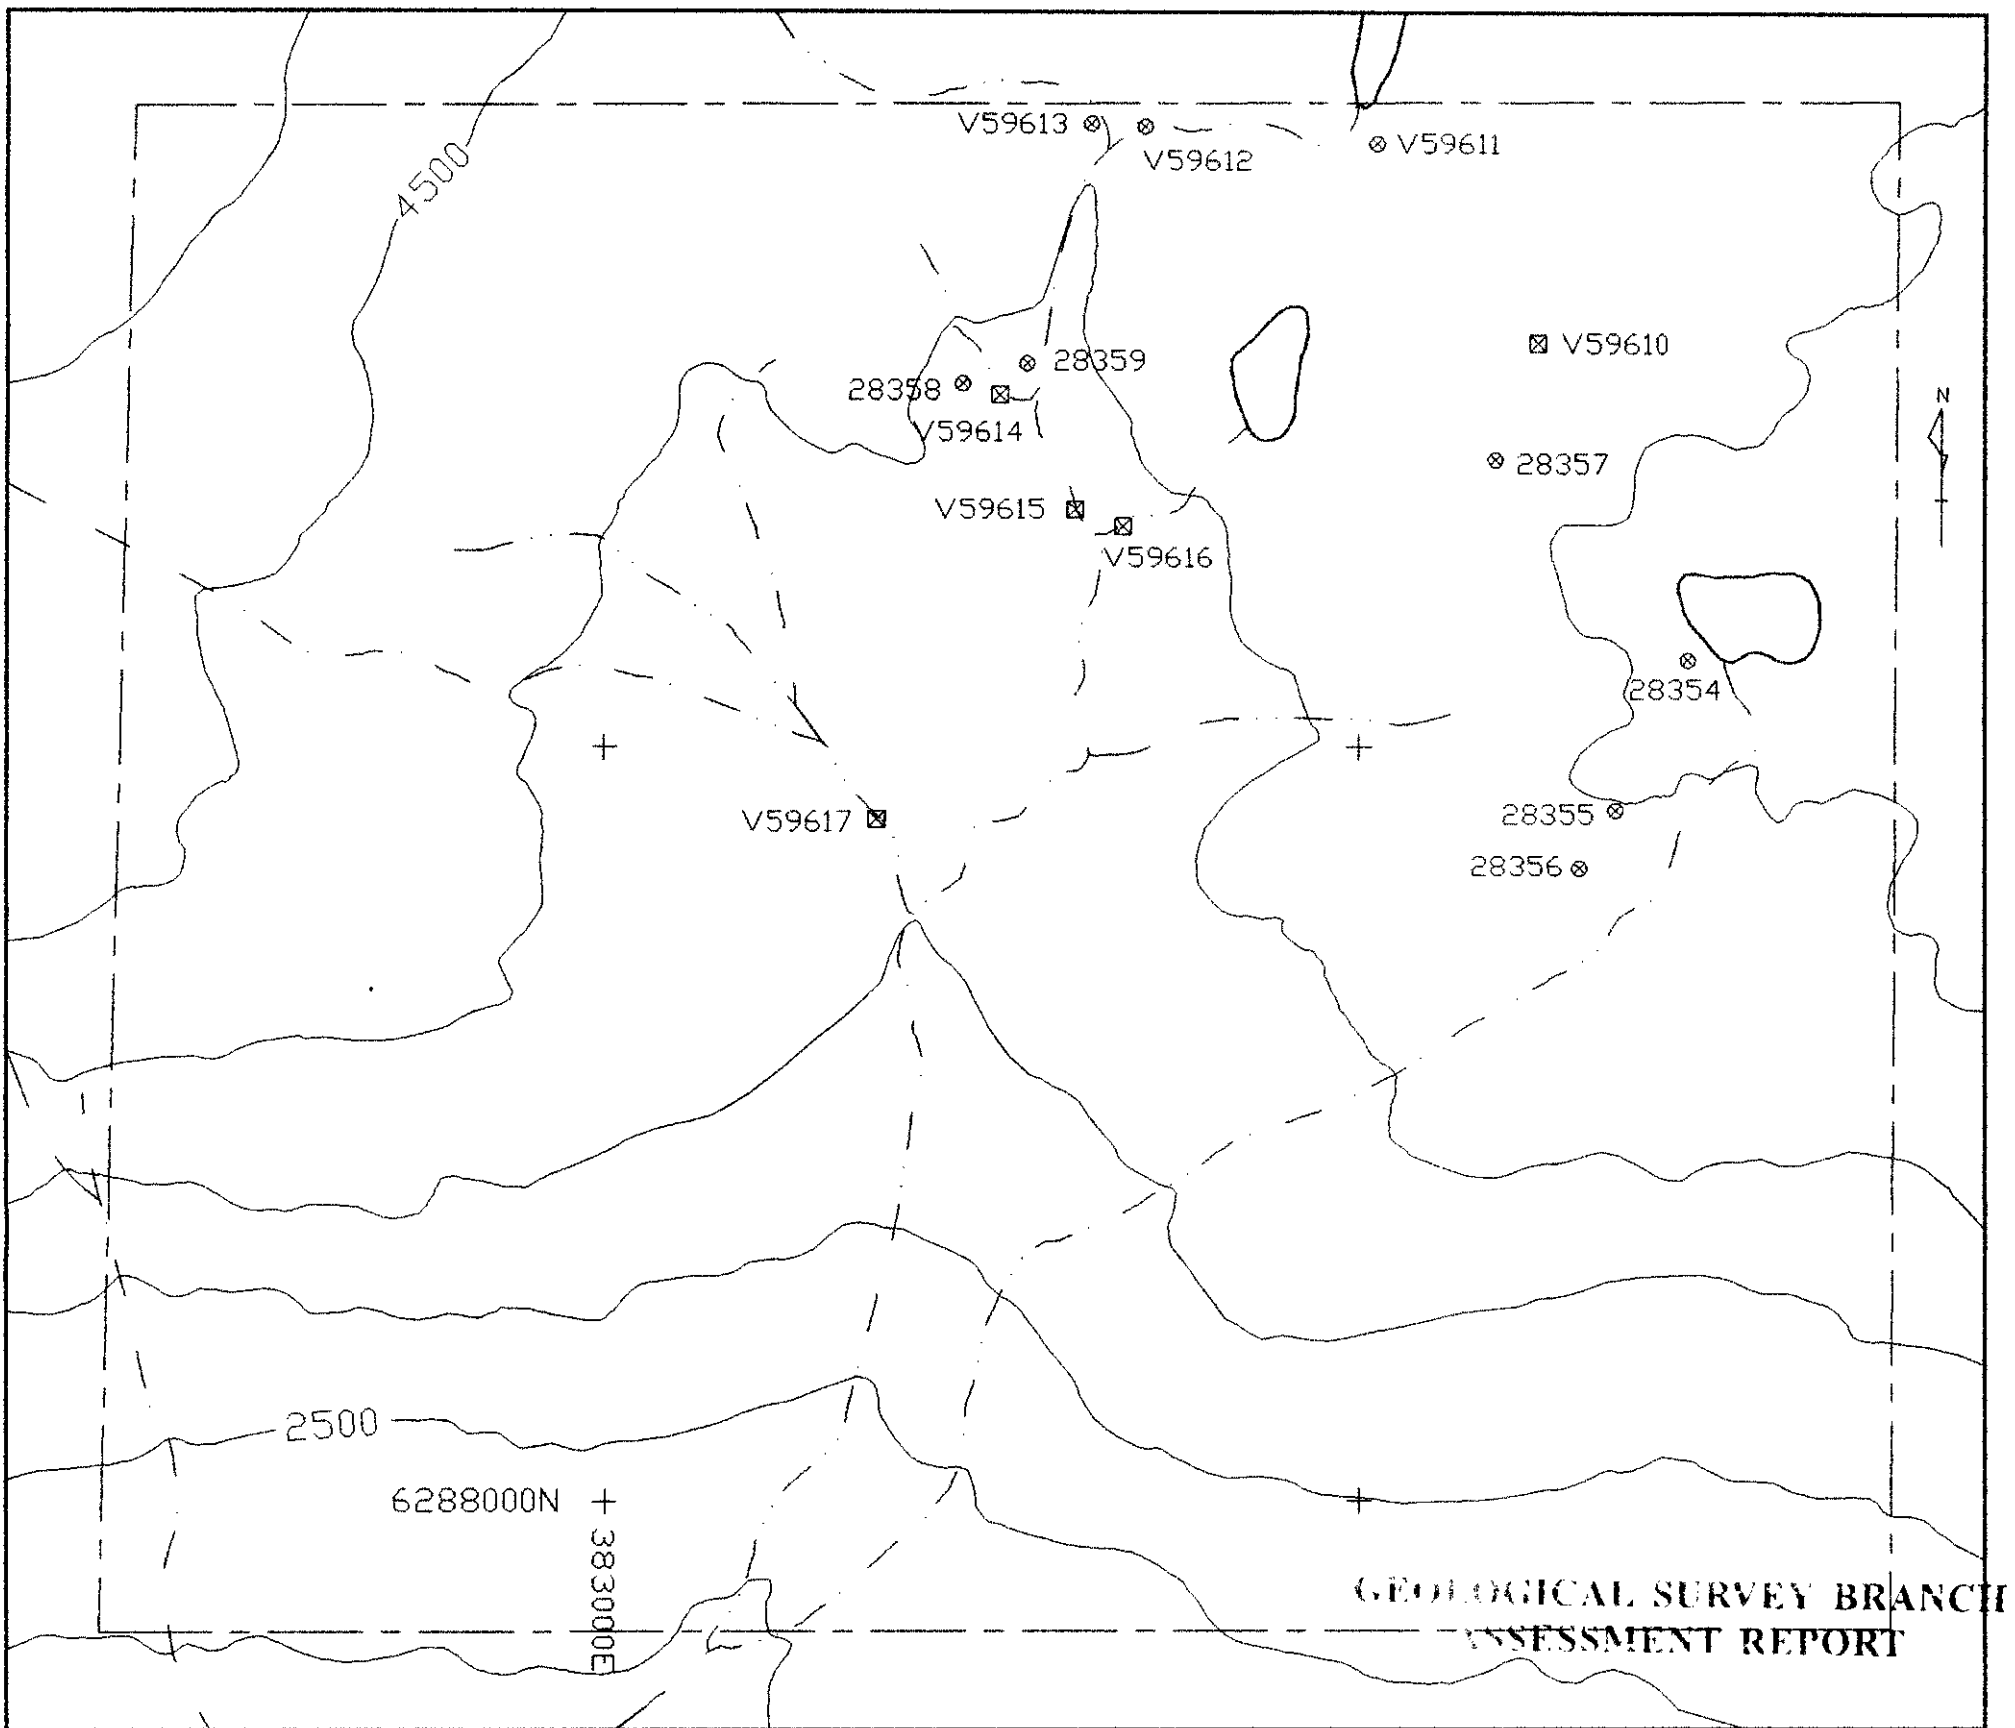 V59613
V59612
V59611
4500
V59610
28359
28358
V59614
N
28357
V59615
V59616
28354
V59617
28355
28356
2500
6288000N
383000E
GEOLOGICAL SURVEY BRANCH
ASSESSMENT REPORT